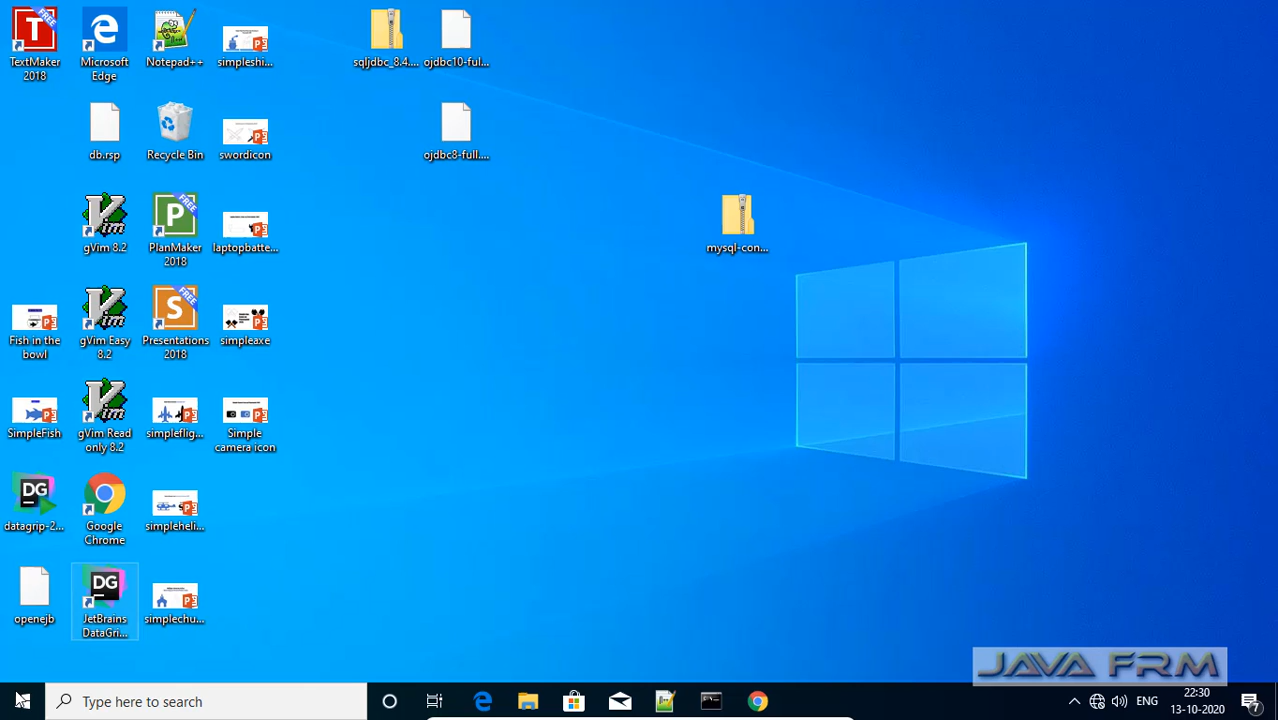 TextMaker
2018
Microsoft
Edge
Notepad++
simpleshi...
sqljdbc_8.4....
ojdbc10-full...
db.rsp
Recycle Bin
swordicon
ojdbc8-full....
gVim 8.2
PlanMaker
2018
laptopbatte...
mysql-con...
Fish in the
bowl
gVim Easy
8.2
Presentations
2018
simpleaxe
SimpleFish
gVim Read
only 8.2
simpleflig...
Simple
camera icon
datagrip-2...
Google
Chrome
simpleheli...
openejb
JetBrains
DataGri...
simplechu...
JAVA FRM
Type here to search
ENG
22:30
13-10-2020
7